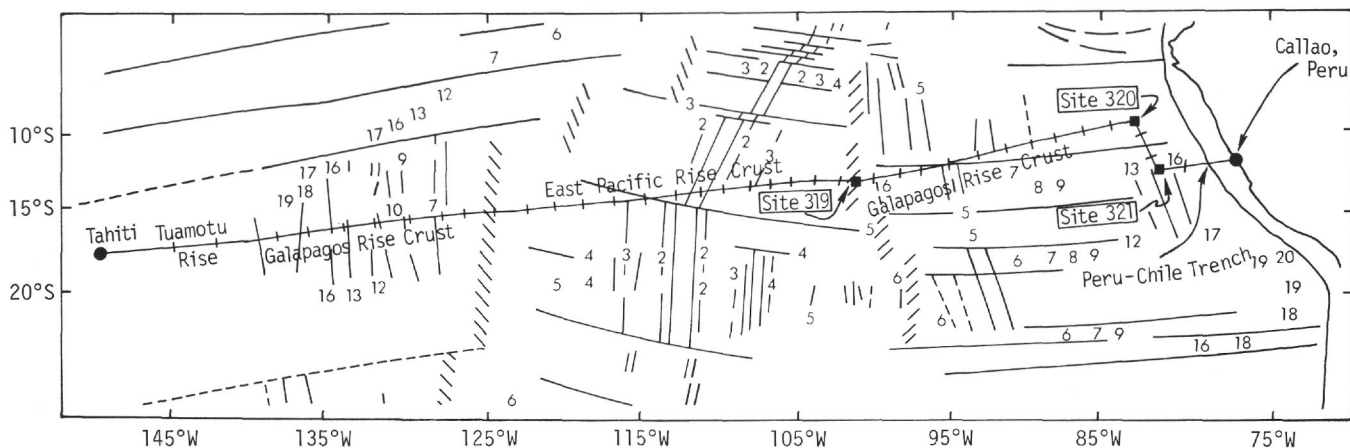 6
7
12
13
16
17
3 2
2 3 4
3
2
2
2
3
5
Callao,
Peru
Site 320
10°S
17
16
18
19
9
10
7
East Pacific Rise Crust
Site 319
16
Galapagos Rise Crust
7
8 9
13
16
Site 321
15°S
Tahiti
Tuamotu
Rise
Galapagos Rise Crust
16
13
12
4
3
2
2
4
5
5
5
12
17
6 7 8 9
Peru-Chile Trench
19 20
20°S
5
4
2
3
4
5
6
6
19
18
6 7 9
16 18
6
145°W
135°W
125°W
115°W
105°W
95°W
85°W
75°W